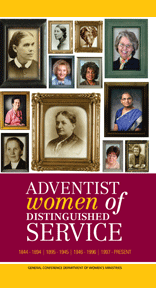 ADVENTIST
women of
DISTINGUISHED
SERVICE
1844 - 1894 | 1895 - 1945 | 1946 - 1996 | 1997 - PRESENT
GENERAL CONFERENCE DEPARTMENT OF WOMEN'S MINISTRIES